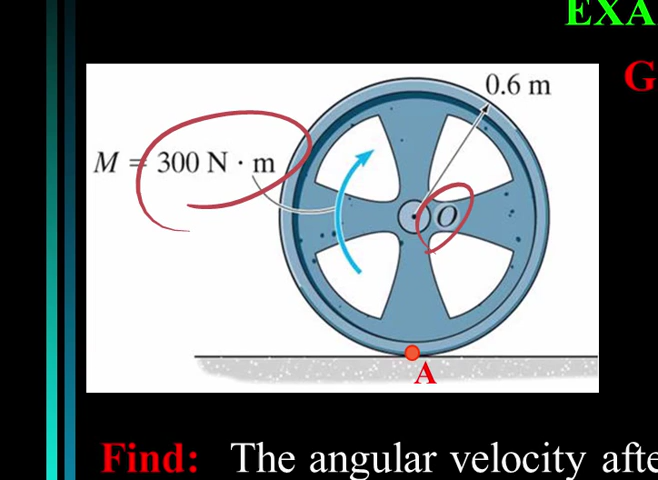 EXA
G
0.6 m
M = 300 N · m
O
A
Find: The angular velocity afte